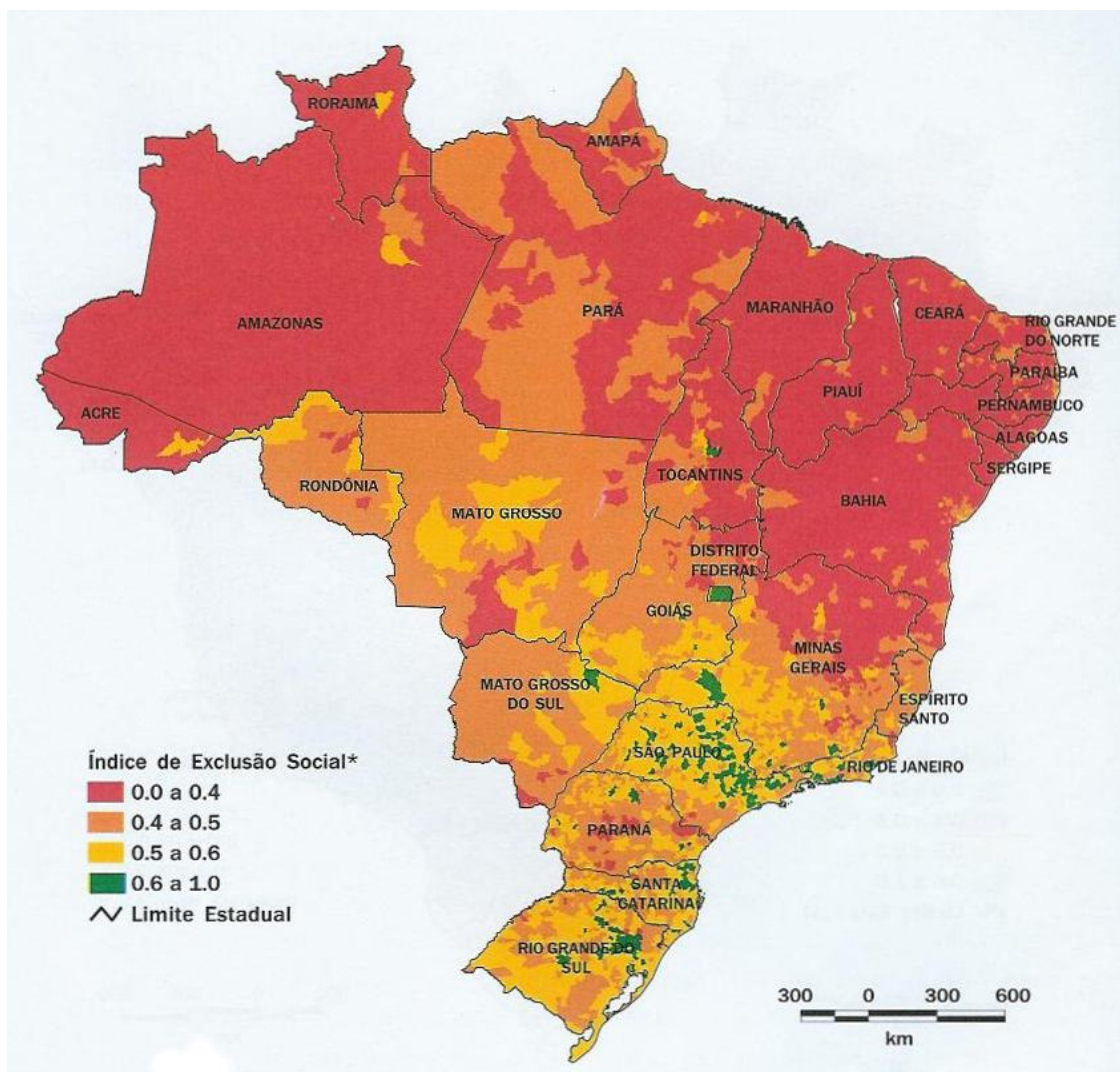 RORAIMA
AMAPÁ
AMAZONAS
PARÁ
MARANHÃO
CEARÁ
RIO GRANDE
DO NORTE
PARAÍBA
PIAUÍ
PERNAMBUCO
ACRE
ALAGOAS
SERGIPE
TOCANTINS
RONDÔNIA
MATO GROSSO
BAHIA
DISTRITO
FEDERAL
GOIÁS
MINAS
GERAIS
MATO GROSSO
DO SUL
ESPÍRITO
SANTO
SÃO PAULO
RIO DE JANEIRO
PARANÁ
SANTA
CATARINA
RIO GRANDE DO
SUL
Índice de Exclusão Social*
0.0 a 0.4
0.4 a 0.5
0.5 a 0.6
0.6 a 1.0
Limite Estadual
300 0 300 600
km